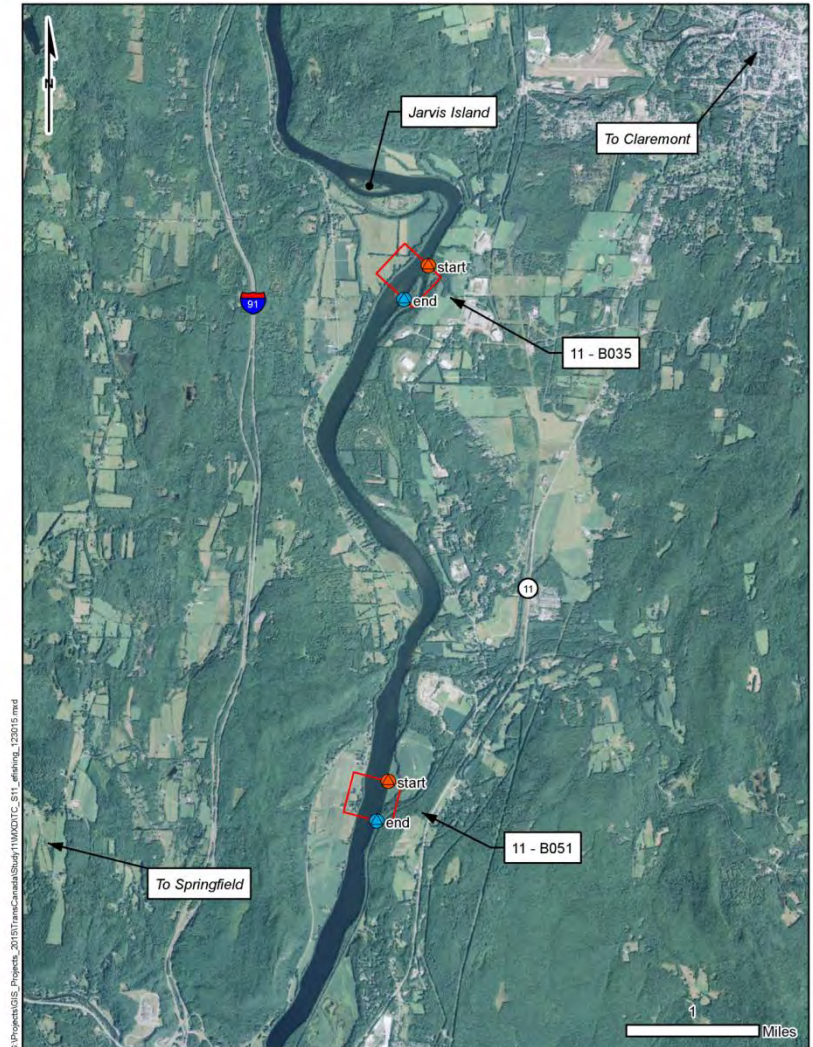 N
Jarvis Island
To Claremont
start
91
end
11 - B035
11
start
end
11 - B051
To Springfield
1
Miles